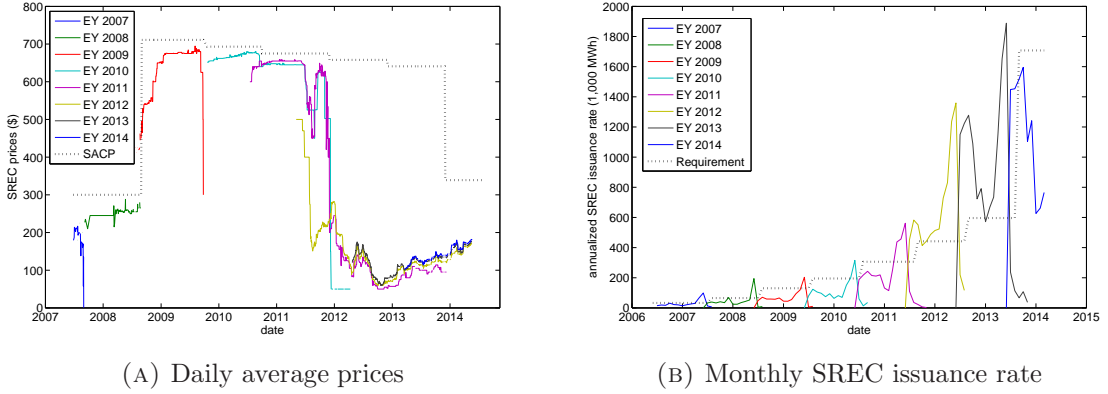 800
700
600
500
400
300
200
100
0
SREC prices ($)
EY 2007
EY 2008
EY 2009
EY 2010
EY 2011
EY 2012
EY 2013
EY 2014
SACP
2007 2008 2009 2010 2011 2012 2013 2014
date
(A) Daily average prices
2000
1800
1600
1400
1200
1000
800
600
400
200
0
annualized SREC issuance rate (1,000 MWh)
EY 2007
EY 2008
EY 2009
EY 2010
EY 2011
EY 2012
EY 2013
EY 2014
Requirement
2006 2007 2008 2009 2010 2011 2012 2013 2014 2015
date
(B) Monthly SREC issuance rate